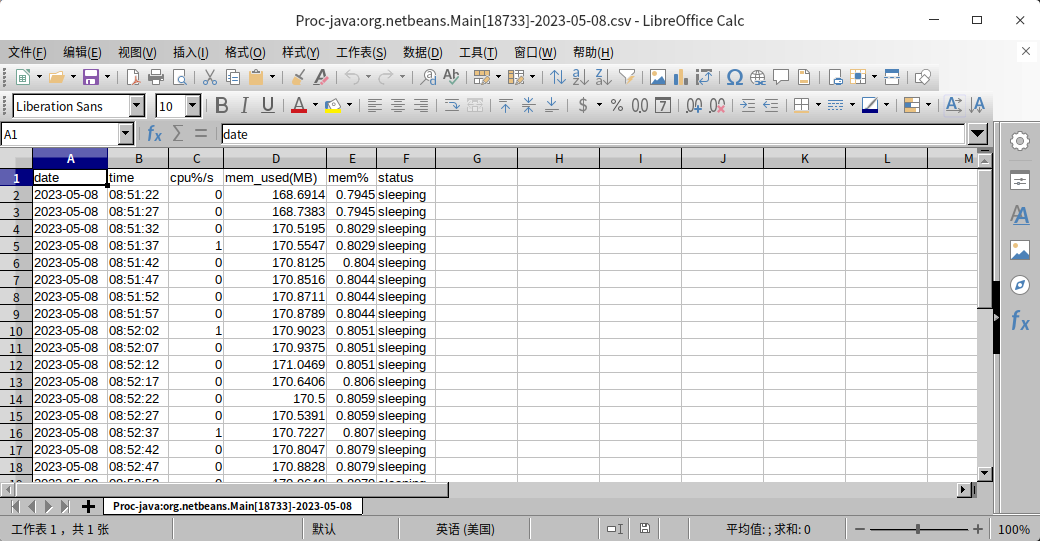 Proc-java:org.netbeans.Main[18733]-2023-05-08.csv - LibreOffice Calc
文件(F) 编辑(E) 视图(V) 插入(I) 格式(O) 样式(Y) 工作表(S) 数据(D) 工具(T) 窗口(W) 帮助(H)
Liberation Sans 10
A1 date
A B C D E F G H I J K L M
1 date time cpu%/s mem_used(MB) mem% status
2 2023-05-08 08:51:22 0 168.6914 0.7945 sleeping
3 2023-05-08 08:51:27 0 168.7383 0.7945 sleeping
4 2023-05-08 08:51:32 0 170.5195 0.8029 sleeping
5 2023-05-08 08:51:37 1 170.5547 0.8029 sleeping
6 2023-05-08 08:51:42 0 170.8125 0.804 sleeping
7 2023-05-08 08:51:47 0 170.8516 0.8044 sleeping
8 2023-05-08 08:51:52 0 170.8711 0.8044 sleeping
9 2023-05-08 08:51:57 0 170.8789 0.8044 sleeping
10 2023-05-08 08:52:02 1 170.9023 0.8051 sleeping
11 2023-05-08 08:52:07 0 170.9375 0.8051 sleeping
12 2023-05-08 08:52:12 0 171.0469 0.8051 sleeping
13 2023-05-08 08:52:17 0 170.6406 0.806 sleeping
14 2023-05-08 08:52:22 0 170.5 0.8059 sleeping
15 2023-05-08 08:52:27 0 170.5391 0.8059 sleeping
16 2023-05-08 08:52:37 1 170.7227 0.807 sleeping
17 2023-05-08 08:52:42 0 170.8047 0.8079 sleeping
18 2023-05-08 08:52:47 0 170.8828 0.8079 sleeping
Proc-java:org.netbeans.Main[18733]-2023-05-08
工作表 1 ，共 1 张 默认 英语 (美国) 平均值: ; 求和: 0 100%